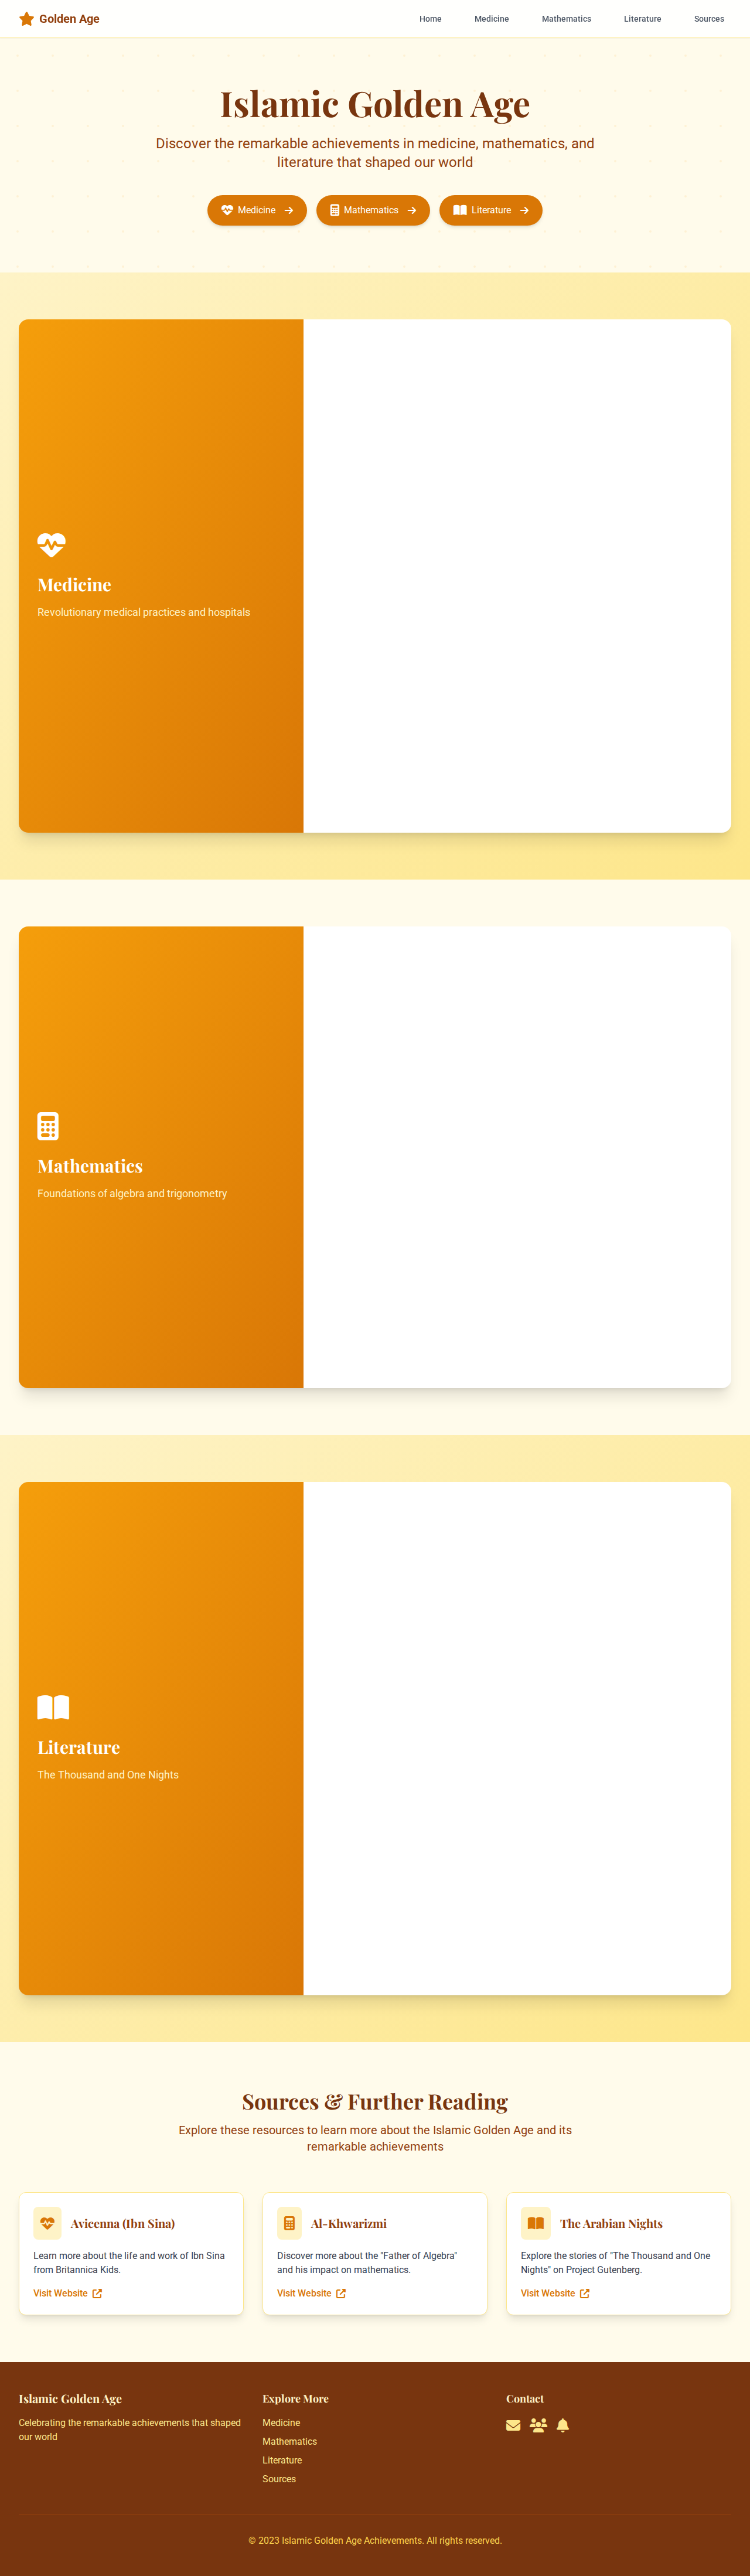 Golden Age
Home
Medicine
Mathematics
Literature
Sources
Islamic Golden Age
Discover the remarkable achievements in medicine, mathematics, and
literature that shaped our world
Medicine
Mathematics
Literature
Medicine
Revolutionary medical practices and hospitals
Mathematics
Foundations of algebra and trigonometry
Literature
The Thousand and One Nights
Sources & Further Reading
Explore these resources to learn more about the Islamic Golden Age and its
remarkable achievements
Avicenna (Ibn Sina)
Learn more about the life and work of Ibn Sina
from Britannica Kids.
Visit Website
Al-Khwarizmi
Discover more about the "Father of Algebra"
and his impact on mathematics.
Visit Website
The Arabian Nights
Explore the stories of "The Thousand and One
Nights" on Project Gutenberg.
Visit Website
Islamic Golden Age
Celebrating the remarkable achievements that shaped
our world
Explore More
Medicine
Mathematics
Literature
Sources
Contact
© 2023 Islamic Golden Age Achievements. All rights reserved.